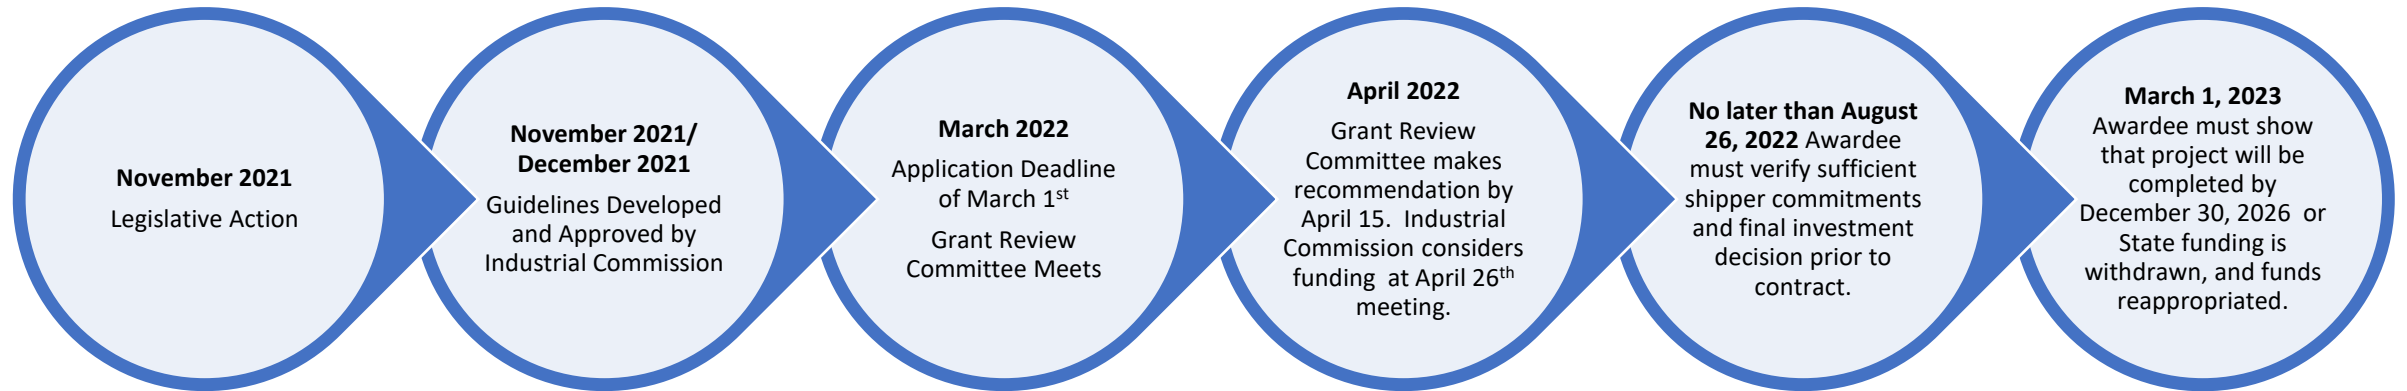 November 2021
Legislative Action
November 2021/
December 2021
Guidelines Developed
and Approved by
Industrial Commission
March 2022
Application Deadline
of March 1st
Grant Review
Committee Meets
April 2022
Grant Review
Committee makes
recommendation by
April 15.  Industrial
Commission considers
funding  at April 26th
meeting.
No later than August
26, 2022 Awardee
must verify sufficient
shipper commitments
and final investment
decision prior to
contract.
March 1, 2023
Awardee must show
that project will be
completed by
December 30, 2026  or
State funding is
withdrawn, and funds
reappropriated.